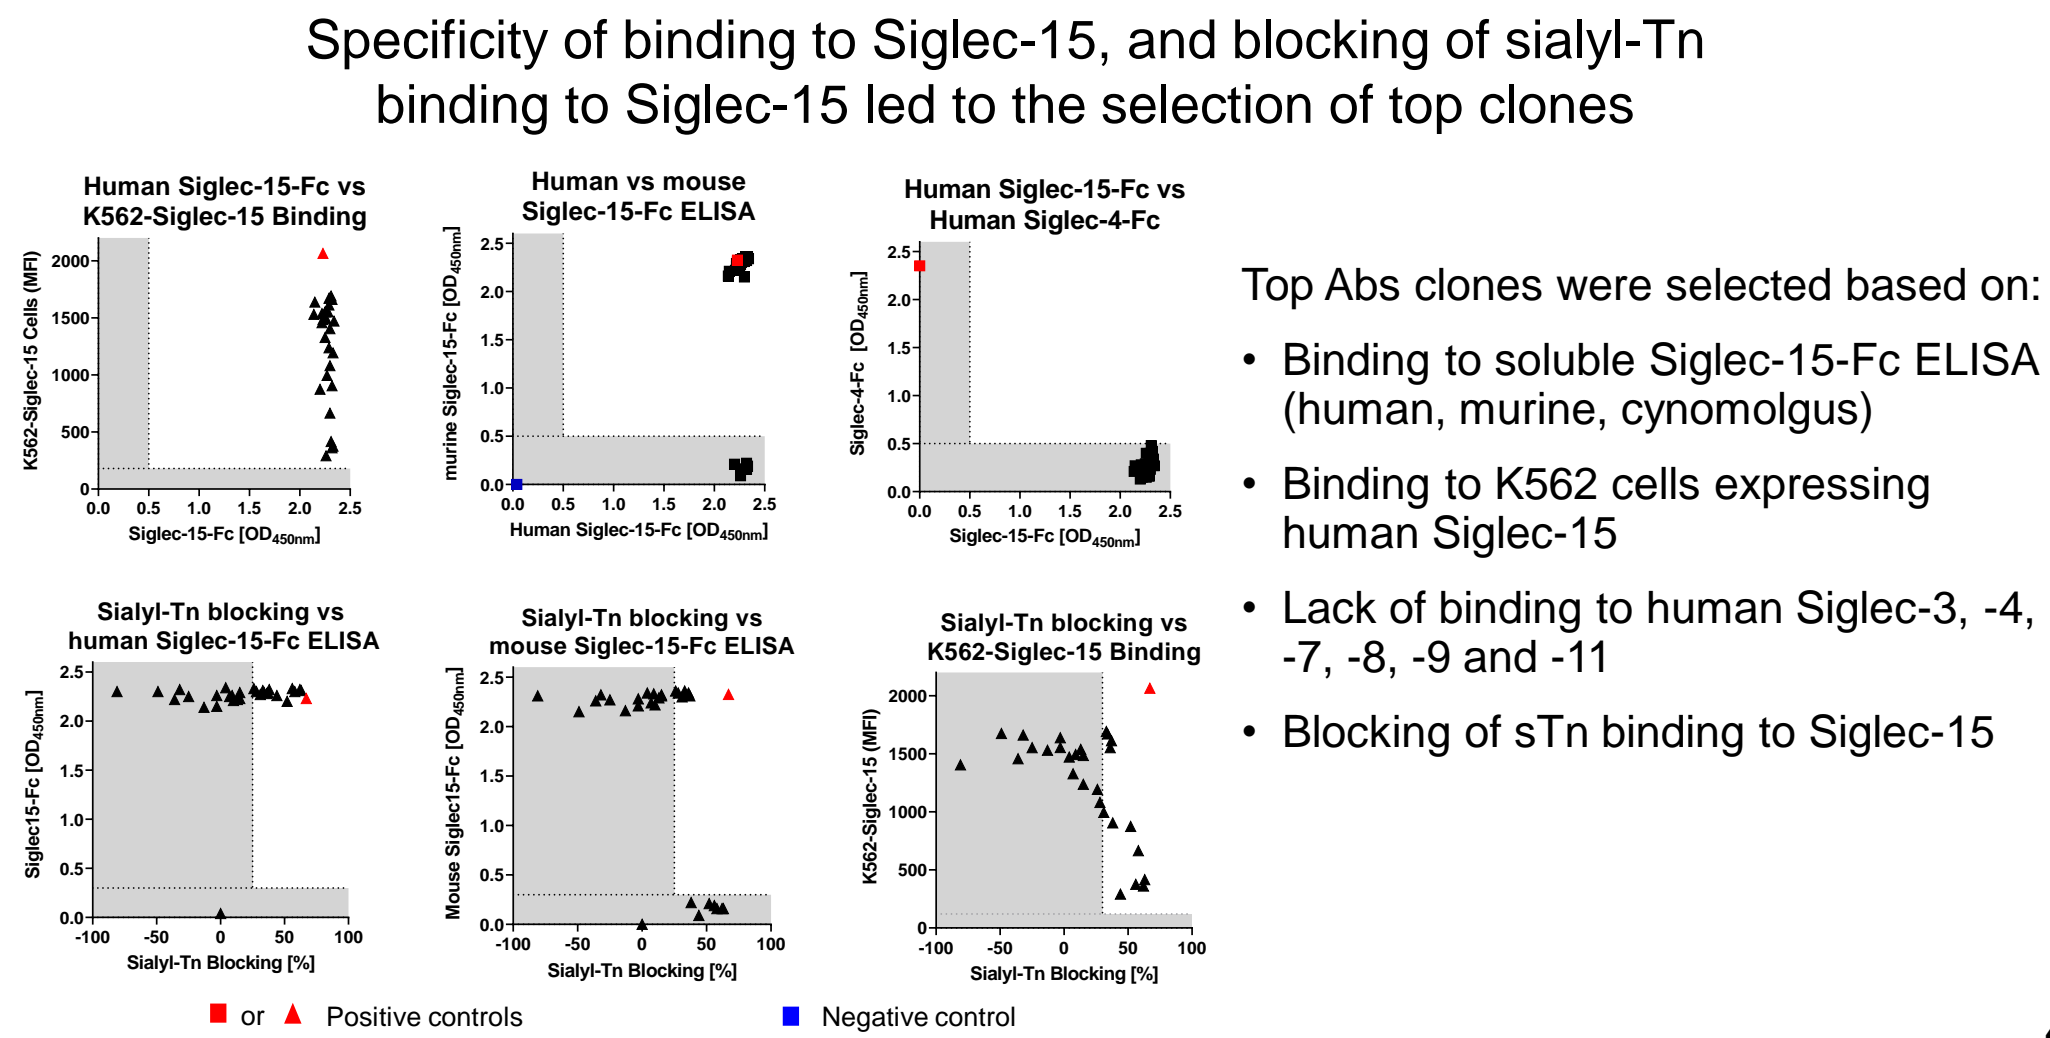 Specificity of binding to Siglec-15, and blocking of sialyl-Tn
binding to Siglec-15 led to the selection of top clones
Human Siglec-15-Fc vs
K562-Siglec-15 Binding
K562-Siglec-15 Cells (MFI)
2000
1500
1000
500
0
0.0 0.5 1.0 1.5 2.0 2.5
Siglec-15-Fc [OD450nm]
Human vs mouse
Siglec-15-Fc ELISA
murine Siglec-15-Fc [OD450nm]
2.5
2.0
1.5
1.0
0.5
0.0
0.0 0.5 1.0 1.5 2.0 2.5
Human Siglec-15-Fc [OD450nm]
Human Siglec-15-Fc vs
Human Siglec-4-Fc
Siglec-4-Fc [OD450nm]
2.5
2.0
1.5
1.0
0.5
0.0
0.0 0.5 1.0 1.5 2.0 2.5
Siglec-15-Fc [OD450nm]
Top Abs clones were selected based on:
• Binding to soluble Siglec-15-Fc ELISA
(human, murine, cynomolgus)
• Binding to K562 cells expressing
human Siglec-15
• Lack of binding to human Siglec-3, -4,
-7, -8, -9 and -11
• Blocking of sTn binding to Siglec-15
Sialyl-Tn blocking vs
human Siglec-15-Fc ELISA
Siglec15-Fc [OD450nm]
2.5
2.0
1.5
1.0
0.5
0.0
-100 -50 0 50 100
Sialyl-Tn Blocking [%]
Sialyl-Tn blocking vs
mouse Siglec-15-Fc ELISA
Mouse Siglec15-Fc [OD450nm]
2.5
2.0
1.5
1.0
0.5
0.0
-100 -50 0 50 100
Sialyl-Tn Blocking [%]
Sialyl-Tn blocking vs
K562-Siglec-15 Binding
K562-Siglec-15 (MFI)
2000
1500
1000
500
0
-100 -50 0 50 100
Sialyl-Tn Blocking [%]
or Positive controls
Negative control